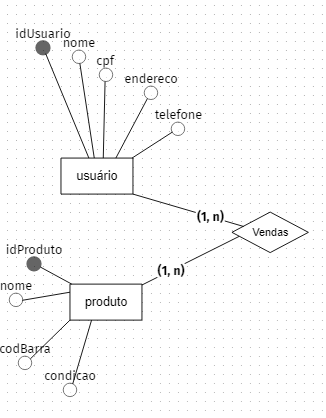 idUsuario
nome
cpf
endereco
telefone
usuário
(1, n)
Vendas
idProduto
(1, n)
nome
produto
codBarra
condicao